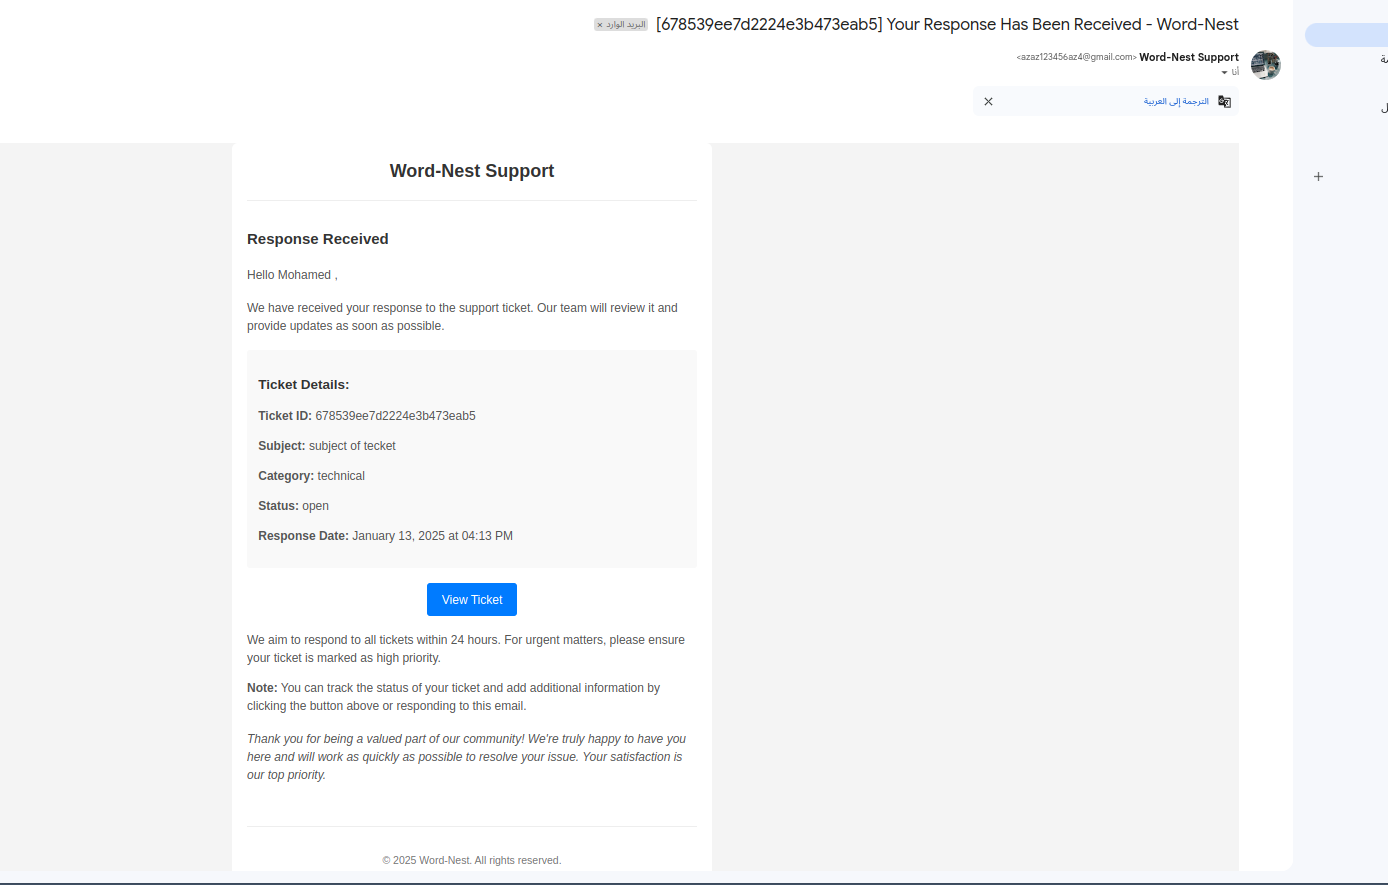 [678539ee7d2224e3b473eab5] Your Response Has Been Received - Word-Nest
البريد الوارد ×
Word-Nest Support <azaz123456az4@gmail.com>
أنا
الترجمة إلى العربية
Word-Nest Support
Response Received
Hello Mohamed ,
We have received your response to the support ticket. Our team will review it and
provide updates as soon as possible.
Ticket Details:
Ticket ID: 678539ee7d2224e3b473eab5
Subject: subject of tecket
Category: technical
Status: open
Response Date: January 13, 2025 at 04:13 PM
View Ticket
We aim to respond to all tickets within 24 hours. For urgent matters, please ensure
your ticket is marked as high priority.
Note: You can track the status of your ticket and add additional information by
clicking the button above or responding to this email.
Thank you for being a valued part of our community! We're truly happy to have you
here and will work as quickly as possible to resolve your issue. Your satisfaction is
our top priority.
© 2025 Word-Nest. All rights reserved.